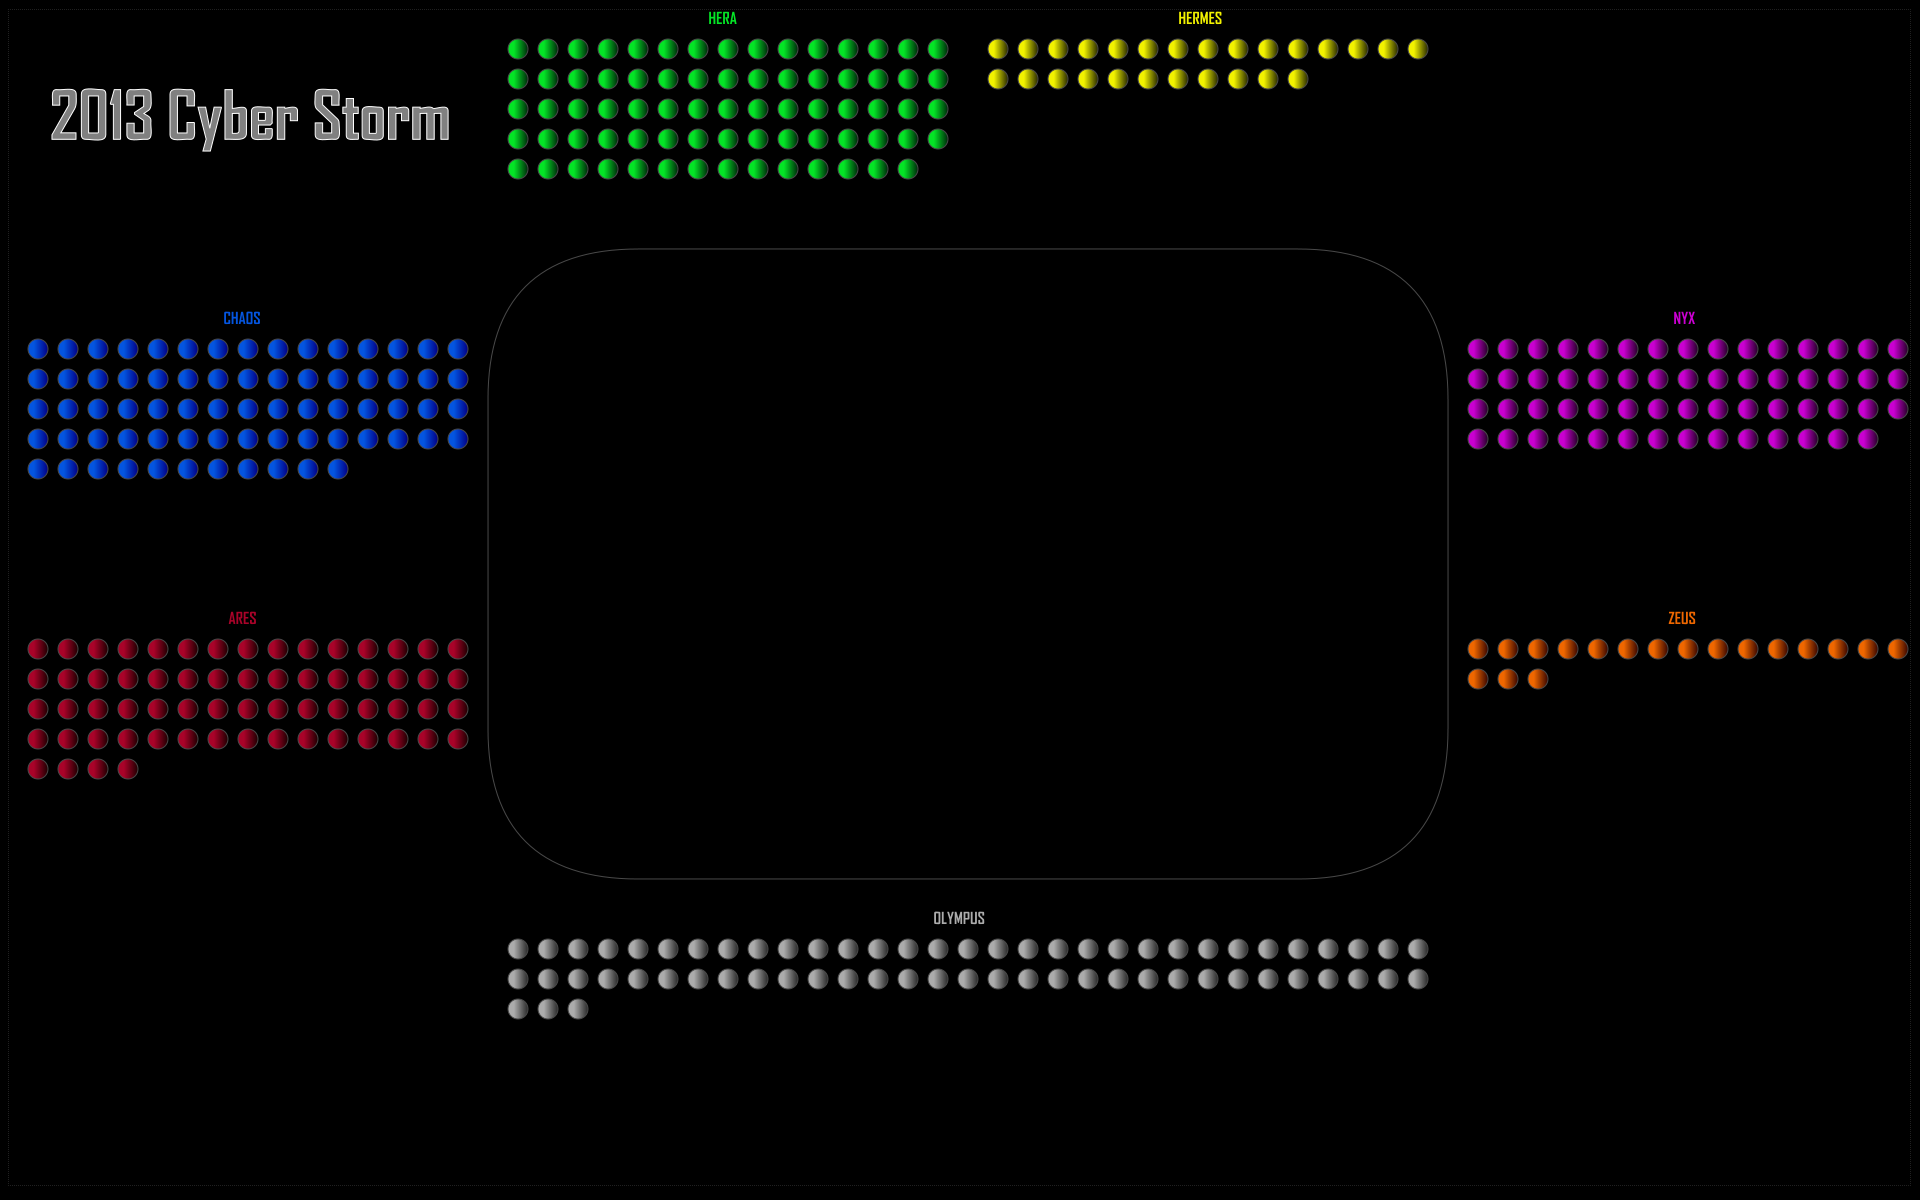 HERA
HERMES
2013 Cyber Storm
CHAOS
NYX
ARES
ZEUS
OLYMPUS